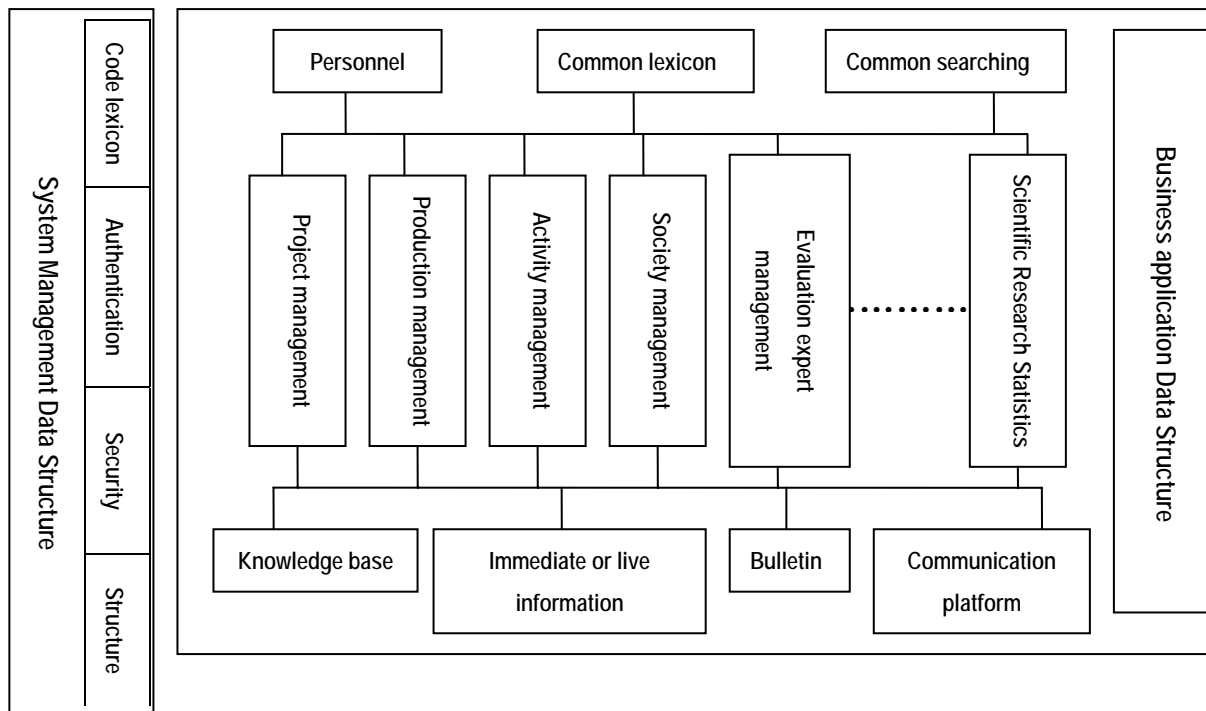 System Management Data Structure
Code lexicon
Authentication
Security
Structure
Personnel
Common lexicon
Common searching
Project management
Production management
Activity management
Society management
Evaluation expert
management
Scientific Research Statistics
Knowledge base
Immediate or live
information
Bulletin
Communication
platform
Business application Data Structure